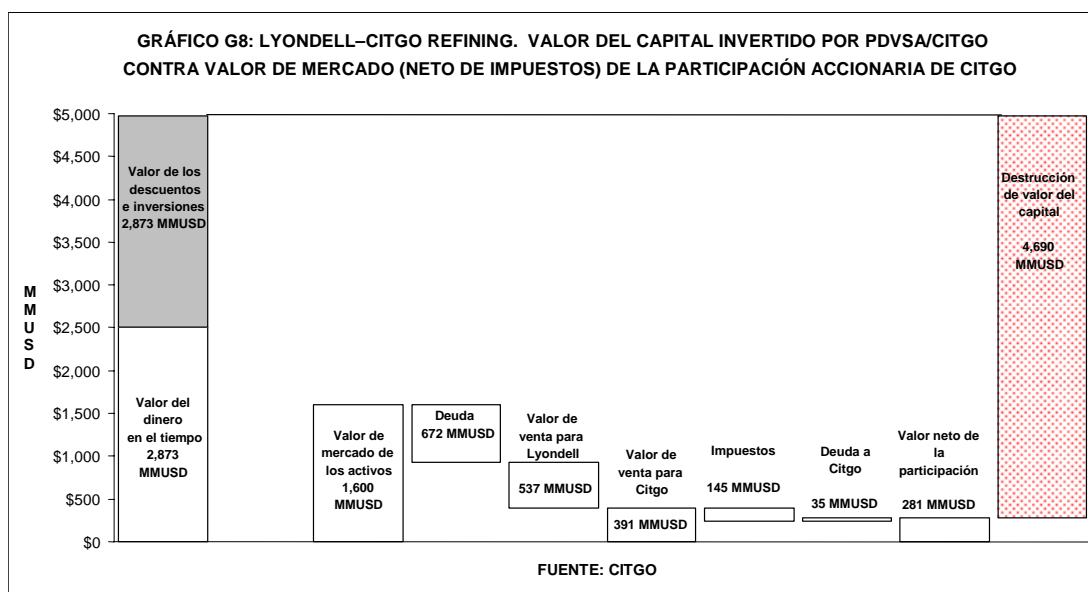 GRÁFICO G8: LYONDELL–CITGO REFINING. VALOR DEL CAPITAL INVERTIDO POR PDVSA/CITGO
CONTRA VALOR DE MERCADO (NETO DE IMPUESTOS) DE LA PARTICIPACIÓN ACCIONARIA DE CITGO
MMUSD
$5,000
$4,500
$4,000
$3,500
$3,000
$2,500
$2,000
$1,500
$1,000
$500
$0
Valor de los
descuentos
e inversiones
2,873 MMUSD
Valor del
dinero
en el tiempo
2,873
MMUSD
Valor de
mercado de
los activos
1,600
MMUSD
Deuda
672 MMUSD
Valor de
venta para
Lyondell
537 MMUSD
Valor de
venta para
Citgo
391 MMUSD
Impuestos
145 MMUSD
Deuda a
Citgo
35 MMUSD
Valor neto de
la
participación
281 MMUSD
Destrucción
de valor del
capital
4,690
MMUSD
FUENTE: CITGO